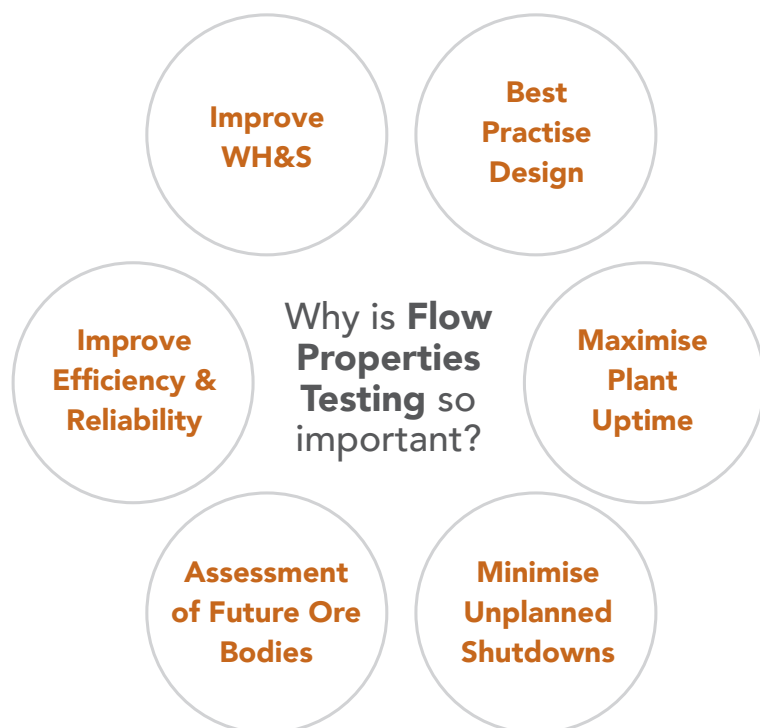 Improve
WH&S
Best
Practise
Design
Why is Flow
Properties
Testing so
important?
Improve
Efficiency &
Reliability
Maximise
Plant
Uptime
Assessment
of Future Ore
Bodies
Minimise
Unplanned
Shutdowns